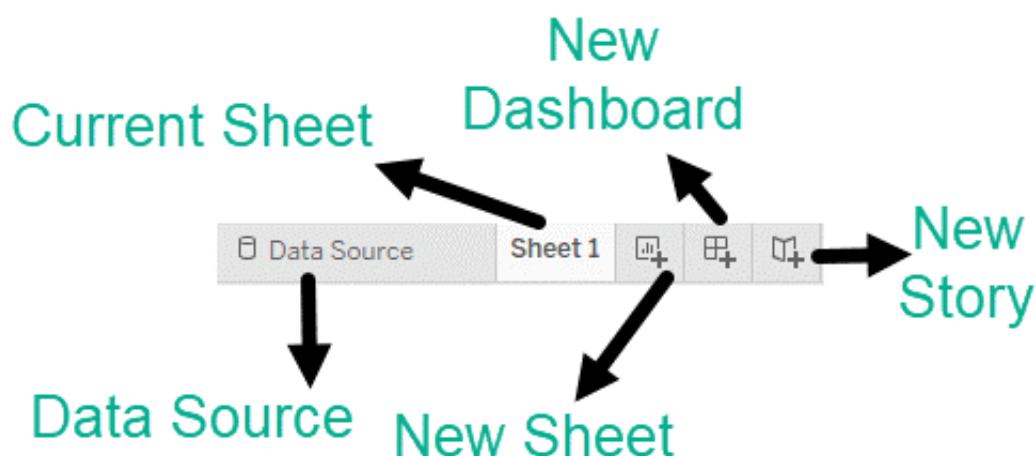 New
Dashboard
Current Sheet
Data Source
Sheet 1
New
Story
Data Source
New Sheet